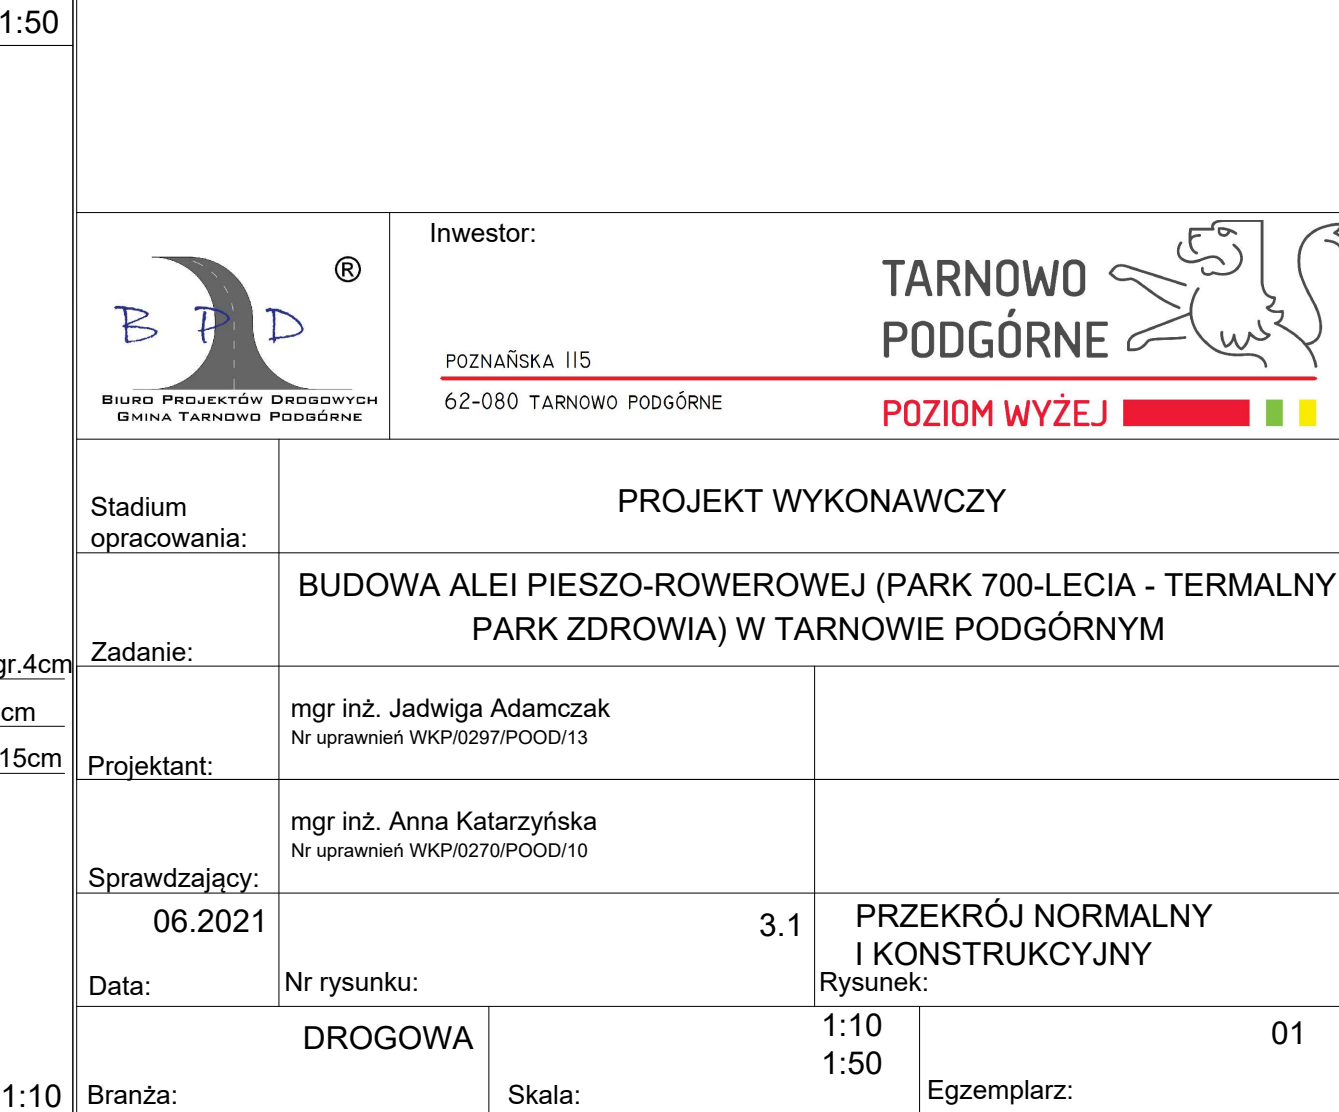 1:50
Inwestor:
®
B P D
BIURO PROJEKTÓW DROGOWYCH
GMINA TARNOWO PODGÓRNE
POZNAÑSKA 115
62-080 TARNOWO PODGÓRNE
TARNOWO
PODGÓRNE
POZIOM WYŻEJ
Stadium
opracowania:
PROJEKT WYKONAWCZY
Zadanie:
BUDOWA ALEI PIESZO-ROWEROWEJ (PARK 700-LECIA - TERMALNY
PARK ZDROWIA) W TARNOWIE PODGÓRNYM
gr.4cm
cm
15cm
Projektant:
mgr inż. Jadwiga Adamczak
Nr uprawnień WKP/0297/POOD/13
Sprawdzający:
mgr inż. Anna Katarzyńska
Nr uprawnień WKP/0270/POOD/10
06.2021
Data:
3.1
Nr rysunku:
PRZEKRÓJ NORMALNY
I KONSTRUKCYJNY
Rysunek:
DROGOWA
Branża:
1:10
1:50
Skala:
01
Egzemplarz:
1:10